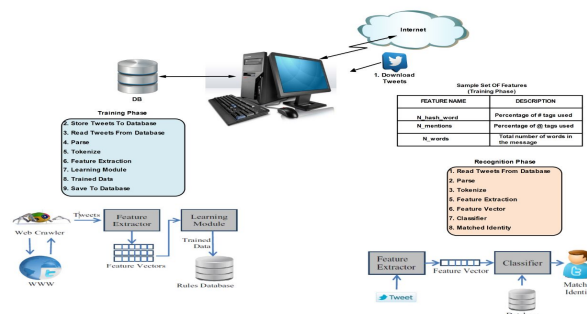 Internet
DB
1. Download
Tweets
Training Phase
2. Store Tweets To Database
3. Read Tweets From Database
4. Parse
5. Tokenize
6. Feature Extraction
7. Learning Module
8. Trained Data
9. Save To Database
Sample Set OF Features
(Training Phase)
FEATURE NAME DESCRIPTION
N_hash_word Percentage of # tags used
N_mentions Percentage of @ tags used
N_words Total number of words in
the message
Recognition Phase
1. Read Tweets From Database
2. Parse
3. Tokenize
5. Feature Extraction
6. Feature Vector
7. Classifier
8. Matched Identity
Web Crawler
Tweets
Feature
Extractor
Learning
Module
WWW
Feature Vectors
Trained
Data
Rules Database
Feature
Extractor
Feature Vector
Classifier
Match
Identi
Tweet